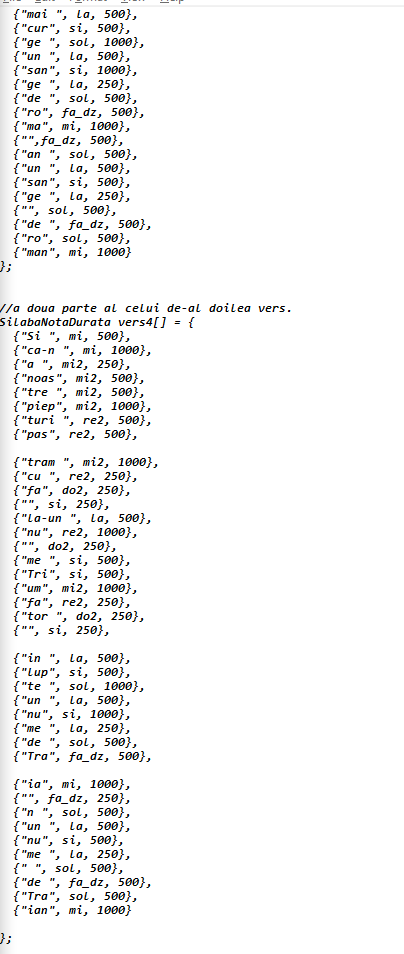 {"mai ", la, 500},
{"cur", si, 500},
{"ge ", sol, 1000},
{"un ", la, 500},
{"san", si, 1000},
{"ge ", la, 250},
{"de ", sol, 500},
{"ro", fa_dz, 500},
{"ma", mi, 1000},
{"",fa_dz, 500},
{"an ", sol, 500},
{"un ", la, 500},
{"san", si, 500},
{"ge ", la, 250},
{"", sol, 500},
{"de ", fa_dz, 500},
{"ro", sol, 500},
{"man", mi, 1000}
};
//a doua parte al celui de-al doilea vers.
SilabaNotaDurata vers4[] = {
{"Si ", mi, 500},
{"ca-n ", mi, 1000},
{"a ", mi2, 250},
{"noas", mi2, 500},
{"tre ", mi2, 500},
{"piep", mi2, 1000},
{"turi ", re2, 500},
{"pas", re2, 500},
{"tram ", mi2, 1000},
{"cu ", re2, 250},
{"fa", do2, 250},
{"", si, 250},
{"la-un ", la, 500},
{"nu", re2, 1000},
{"", do2, 250},
{"me ", si, 500},
{"Tri", si, 500},
{"um", mi2, 1000},
{"fa", re2, 250},
{"tor ", do2, 250},
{"", si, 250},
{"in ", la, 500},
{"lup", si, 500},
{"te ", sol, 1000},
{"un ", la, 500},
{"nu", si, 1000},
{"me ", la, 250},
{"de ", sol, 500},
{"Tra", fa_dz, 500},
{"ia", mi, 1000},
{"", fa_dz, 250},
{"n ", sol, 500},
{"un ", la, 500},
{"nu", si, 500},
{"me ", la, 250},
{" ", sol, 500},
{"de ", fa_dz, 500},
{"Tra", sol, 500},
{"ian", mi, 1000}
};